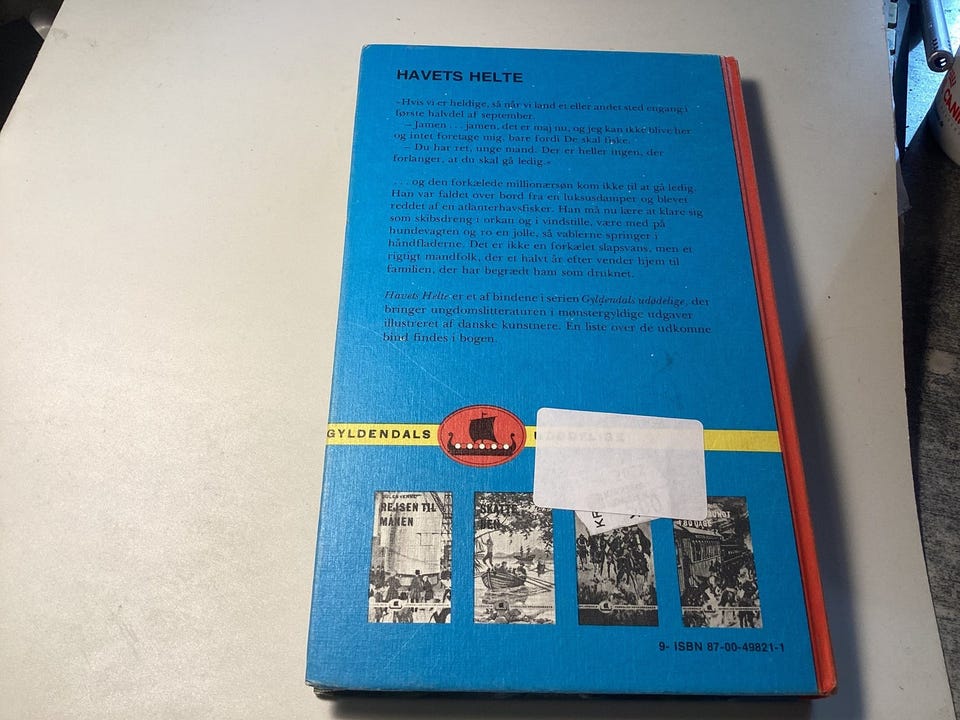 HAVETS HELTE
»Hvis vi er heldige, så når vi land et eller andet sted engang i
første halvdel af september.
– Jamen . . . jamen, det er maj nu, og jeg kan ikke blive her
og intet foretage mig, bare fordi De skal fiske.
– Du har ret, unge mand. Der er heller ingen, der
forlanger, at du skal gå ledig.«
. . . og den forkælede millionærsøn kom ikke til at gå ledig.
Han var faldet over bord fra en luksusdamper og blevet
reddet af en atlanterhavsfisker. Han må nu lære at klare sig
som skibsdreng i orkan og i vindstille, være med på
hundevagten og ro en jolle, så vablerne springer i
håndfladerne. Det er ikke en forkælet slapsvans, men et
rigtigt mandfolk, der et halvt år efter vender hjem til
familien, der har begrædt ham som druknet.
Havets Helte er et af bindene i serien Gyldendals udødelige, der
bringer ungdomslitteraturen i mønstergyldige udgaver
illustreret af danske kunstnere. En liste over de udkomne
bind findes i bogen.
GYLDENDALS
REJSEN TIL
MÅNEN
SKATTE
ØEN
9- ISBN 87-00-49821-1